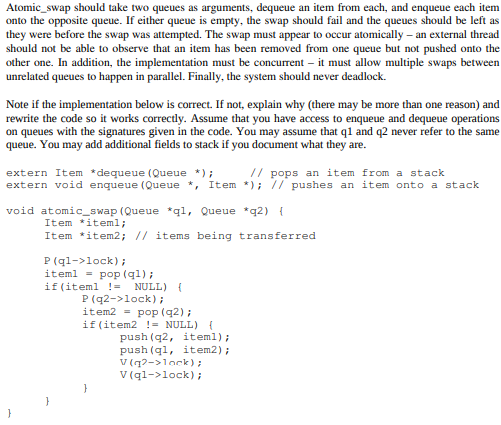 Atomic_swap should take two queues as arguments, dequeue an item from each, and enqueue each item
onto the opposite queue. If either queue is empty, the swap should fail and the queues should be left as
they were before the swap was attempted. The swap must appear to occur atomically – an external thread
should not be able to observe that an item has been removed from one queue but not pushed onto the
other one. In addition, the implementation must be concurrent – it must allow multiple swaps between
unrelated queues to happen in parallel. Finally, the system should never deadlock.
Note if the implementation below is correct. If not, explain why (there may be more than one reason) and
rewrite the code so it works correctly. Assume that you have access to enqueue and dequeue operations
on queues with the signatures given in the code. You may assume that q1 and q2 never refer to the same
queue. You may add additional fields to stack if you document what they are.
extern Item *dequeue(Queue *); // pops an item from a stack
extern void enqueue(Queue *, Item *); // pushes an item onto a stack
void atomic_swap(Queue *q1, Queue *q2) {
Item *item1;
Item *item2; // items being transferred
P(q1->lock);
item1 = pop(q1);
if(item1 != NULL) {
P(q2->lock);
item2 = pop(q2);
if(item2 != NULL) {
push(q2, item1);
push(q1, item2);
V(q2->lock);
V(q1->lock);
}
}
}